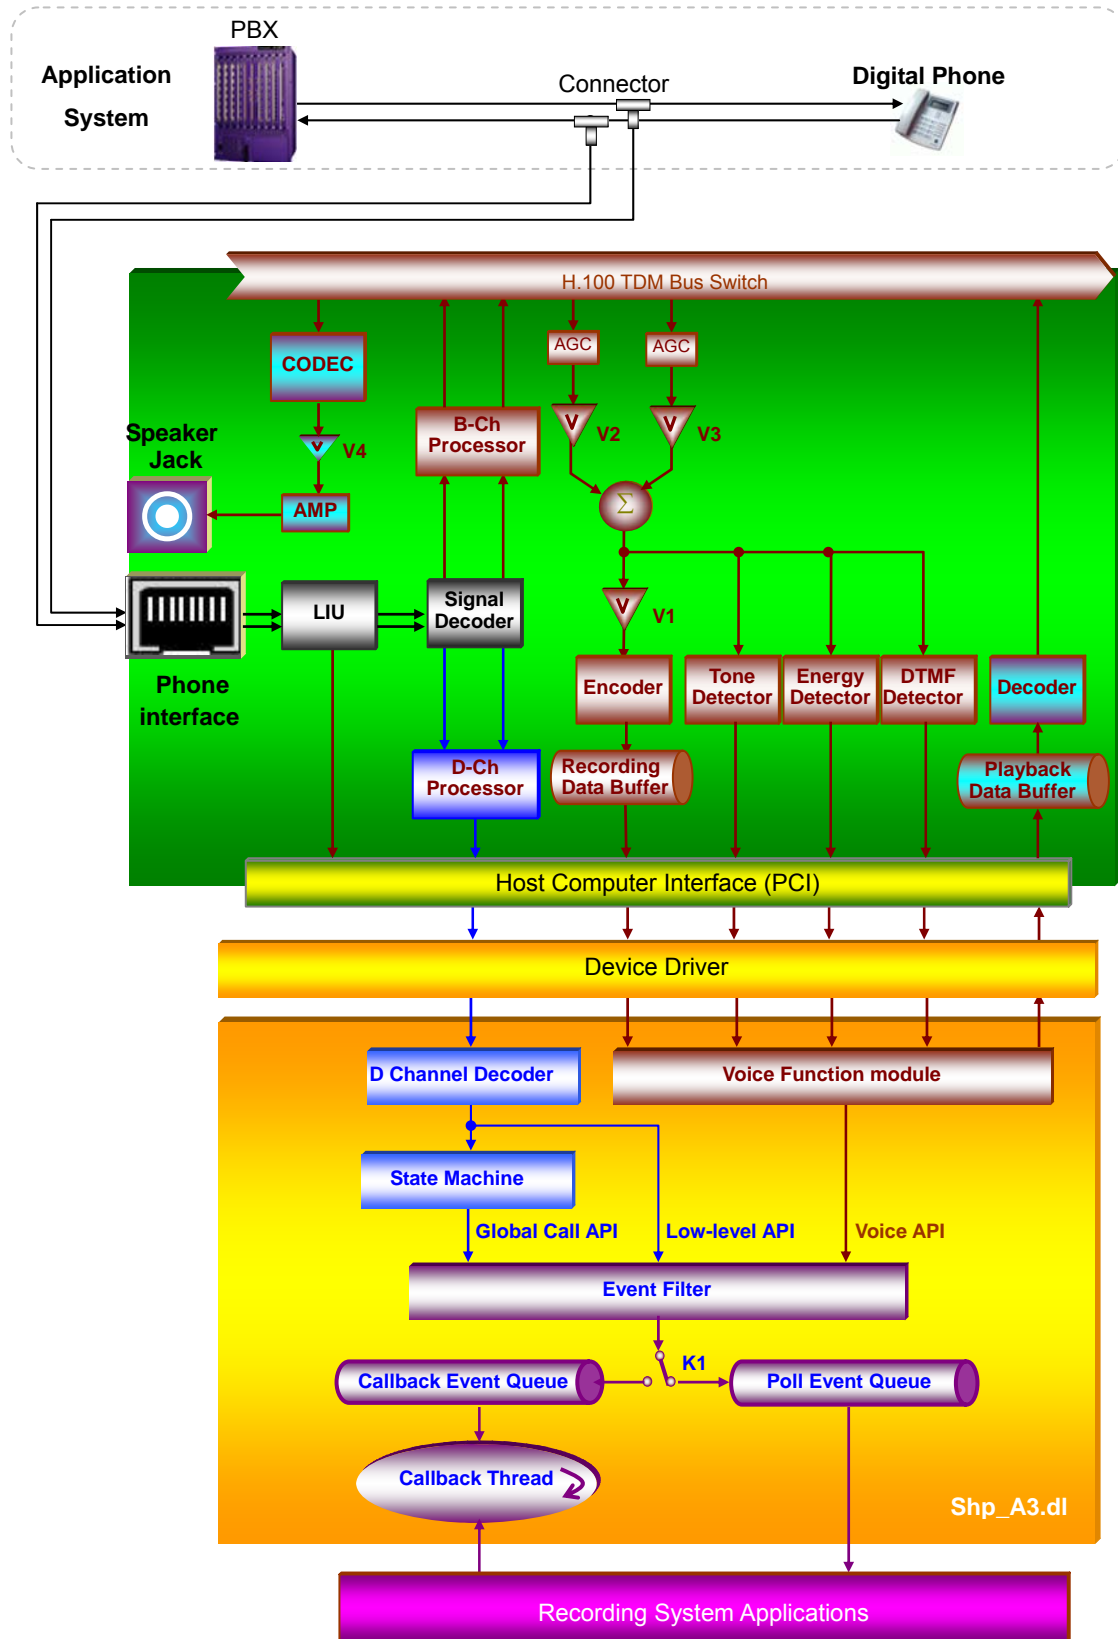 PBX
Application
System
Connector
Digital Phone
H.100 TDM Bus Switch
CODEC
AGC
AGC
V
V4
B-Ch
Processor
V
V2
V
V3
Speaker
Jack
AMP
Σ
LIU
Signal
Decoder
V
V1
Phone
interface
Encoder
Tone
Detector
Energy
Detector
DTMF
Detector
Decoder
D-Ch
Processor
Recording
Data Buffer
Playback
Data Buffer
Host Computer Interface (PCI)
Device Driver
D Channel Decoder
Voice Function module
State Machine
Global Call API
Low-level API
Voice API
Event Filter
K1
Callback Event Queue
Poll Event Queue
Callback Thread
Shp_A3.dl
Recording System Applications